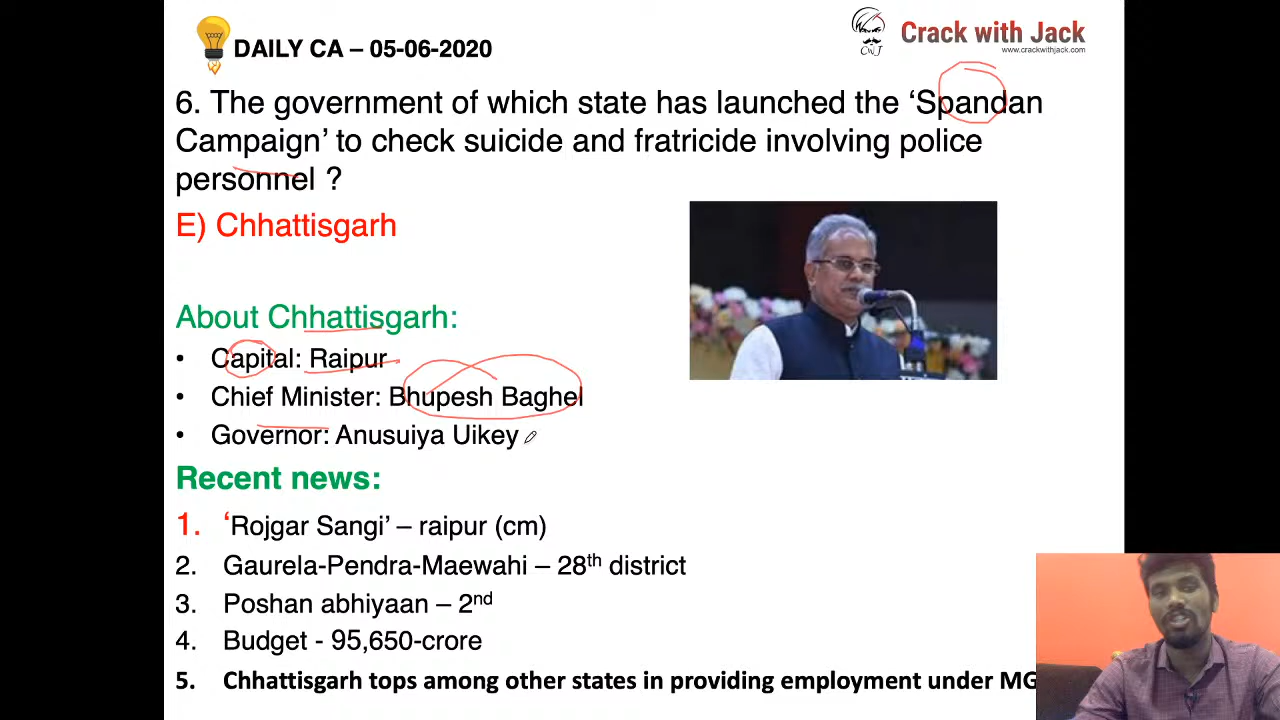 DAILY CA – 05-06-2020
Crack with Jack
www.crackwithjack.com
CWJ
6. The government of which state has launched the ‘Spandan
Campaign’ to check suicide and fratricide involving police
personnel ?
E) Chhattisgarh
About Chhattisgarh:
• Capital: Raipur
• Chief Minister: Bhupesh Baghel
• Governor: Anusuiya Uikey
Recent news:
1. ‘Rojgar Sangi’ – raipur (cm)
2. Gaurela-Pendra-Maewahi – 28th district
3. Poshan abhiyaan – 2nd
4. Budget - 95,650-crore
5. Chhattisgarh tops among other states in providing employment under MG